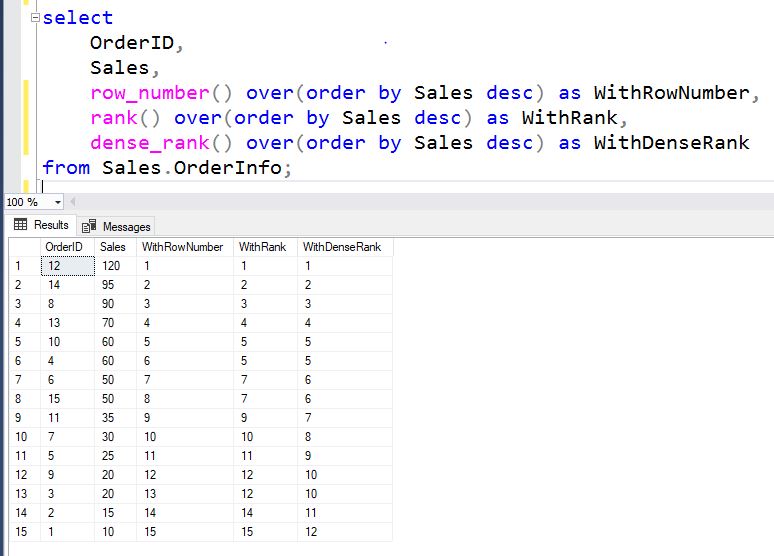 select
OrderID,
Sales,
row_number() over(order by Sales desc) as WithRowNumber,
rank() over(order by Sales desc) as WithRank,
dense_rank() over(order by Sales desc) as WithDenseRank
from Sales.OrderInfo;
100 %
Results Messages
OrderID Sales WithRowNumber WithRank WithDenseRank
1 12 120 1 1 1
2 14 95 2 2 2
3 8 90 3 3 3
4 13 70 4 4 4
5 10 60 5 5 5
6 4 60 6 5 5
7 6 50 7 7 6
8 15 50 8 7 6
9 11 35 9 9 7
10 7 30 10 10 8
11 5 25 11 11 9
12 9 20 12 12 10
13 3 20 13 12 10
14 2 15 14 14 11
15 1 10 15 15 12